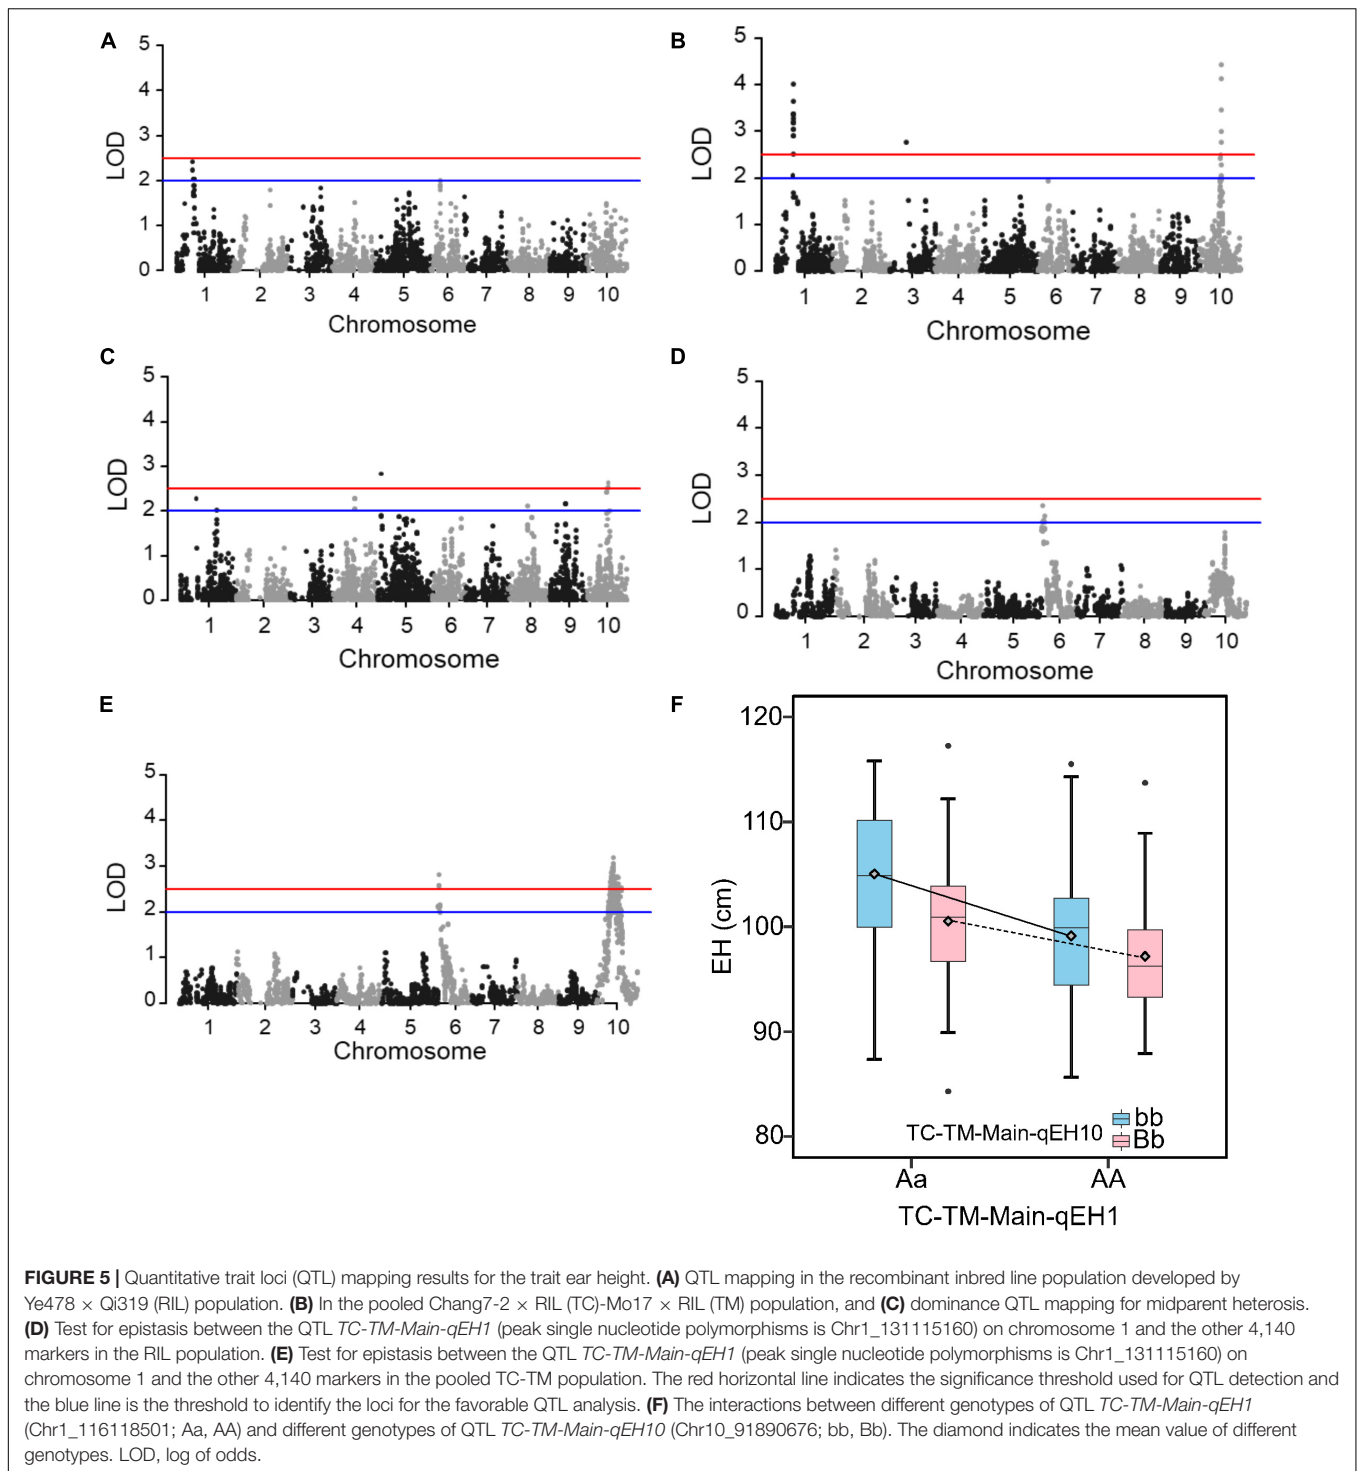 A
5
4
3
2
1
0
LOD
1 2 3 4 5 6 7 8 9 10
Chromosome
B
5
4
3
2
1
0
LOD
1 2 3 4 5 6 7 8 9 10
Chromosome
C
5
4
3
2
1
0
LOD
1 2 3 4 5 6 7 8 9 10
Chromosome
D
5
4
3
2
1
0
LOD
1 2 3 4 5 6 7 8 9 10
Chromosome
E
5
4
3
2
1
0
LOD
1 2 3 4 5 6 7 8 9 10
Chromosome
F
120
110
100
90
80
EH (cm)
TC-TM-Main-qEH10
bb
Bb
Aa AA
TC-TM-Main-qEH1
FIGURE 5 | Quantitative trait loci (QTL) mapping results for the trait ear height. (A) QTL mapping in the recombinant inbred line population developed by
Ye478 × Qi319 (RIL) population. (B) In the pooled Chang7-2 × RIL (TC)-Mo17 × RIL (TM) population, and (C) dominance QTL mapping for midparent heterosis.
(D) Test for epistasis between the QTL TC-TM-Main-qEH1 (peak single nucleotide polymorphisms is Chr1_131115160) on chromosome 1 and the other 4,140
markers in the RIL population. (E) Test for epistasis between the QTL TC-TM-Main-qEH1 (peak single nucleotide polymorphisms is Chr1_131115160) on
chromosome 1 and the other 4,140 markers in the pooled TC-TM population. The red horizontal line indicates the significance threshold used for QTL detection and
the blue line is the threshold to identify the loci for the favorable QTL analysis. (F) The interactions between different genotypes of QTL TC-TM-Main-qEH1
(Chr1_116118501; Aa, AA) and different genotypes of QTL TC-TM-Main-qEH10 (Chr10_91890676; bb, Bb). The diamond indicates the mean value of different
genotypes. LOD, log of odds.